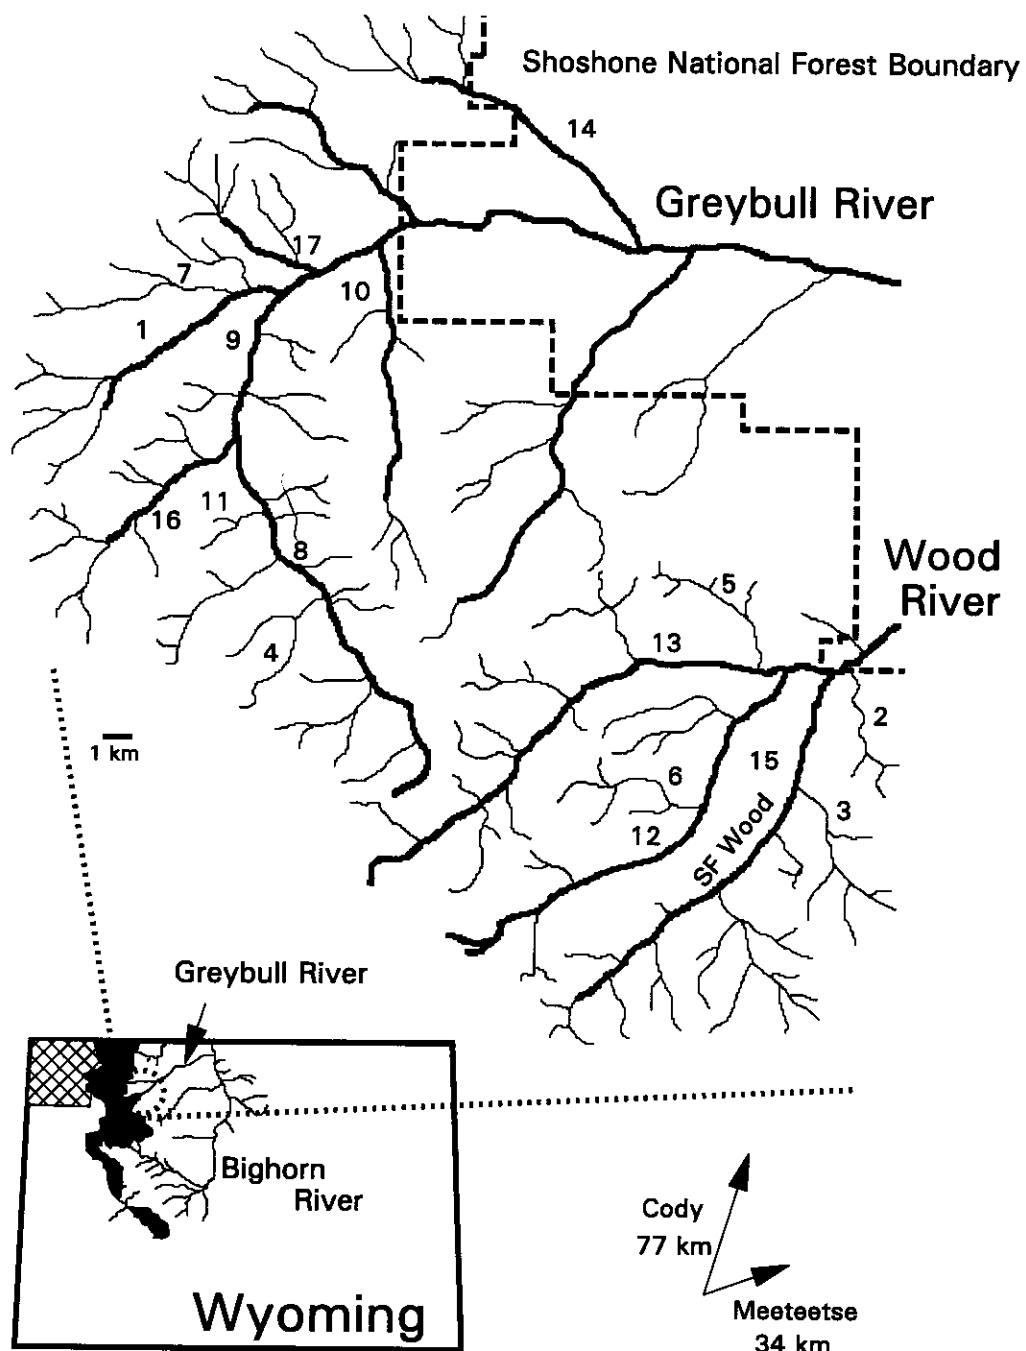 Shoshone National Forest Boundary
14
Greybull River
17
7
10
1
9
11
16
8
Wood
River
5
13
4
2
1 km
15
6
3
12
SF Wood
Greybull River
Bighorn
River
Cody
77 km
Wyoming
Meeteetse
34 km